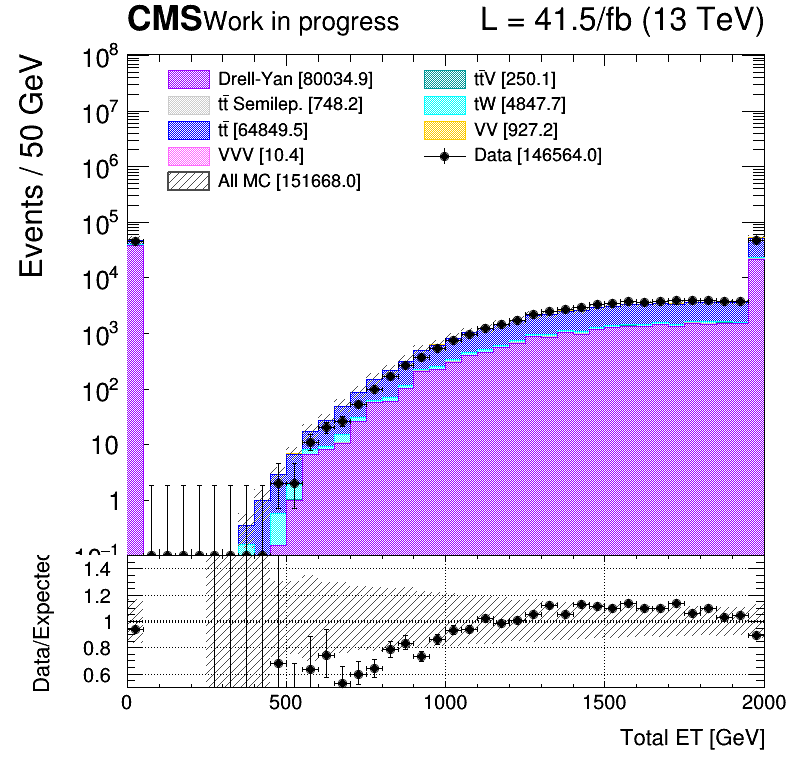 CMS Work in progress L = 41.5/fb (13 TeV)
Events / 50 GeV
10⁸
10⁷
10⁶
10⁵
10⁴
10³
10²
10
1
10⁻¹
Drell-Yan [80034.9]
tt̄ Semilep. [748.2]
tt̄ [64849.5]
VVV [10.4]
All MC [151668.0]
tt̄V [250.1]
tW [4847.7]
VV [927.2]
Data [146564.0]
Data/Expected
1.4
1.2
1
0.8
0.6
0 500 1000 1500 2000
Total ET [GeV]